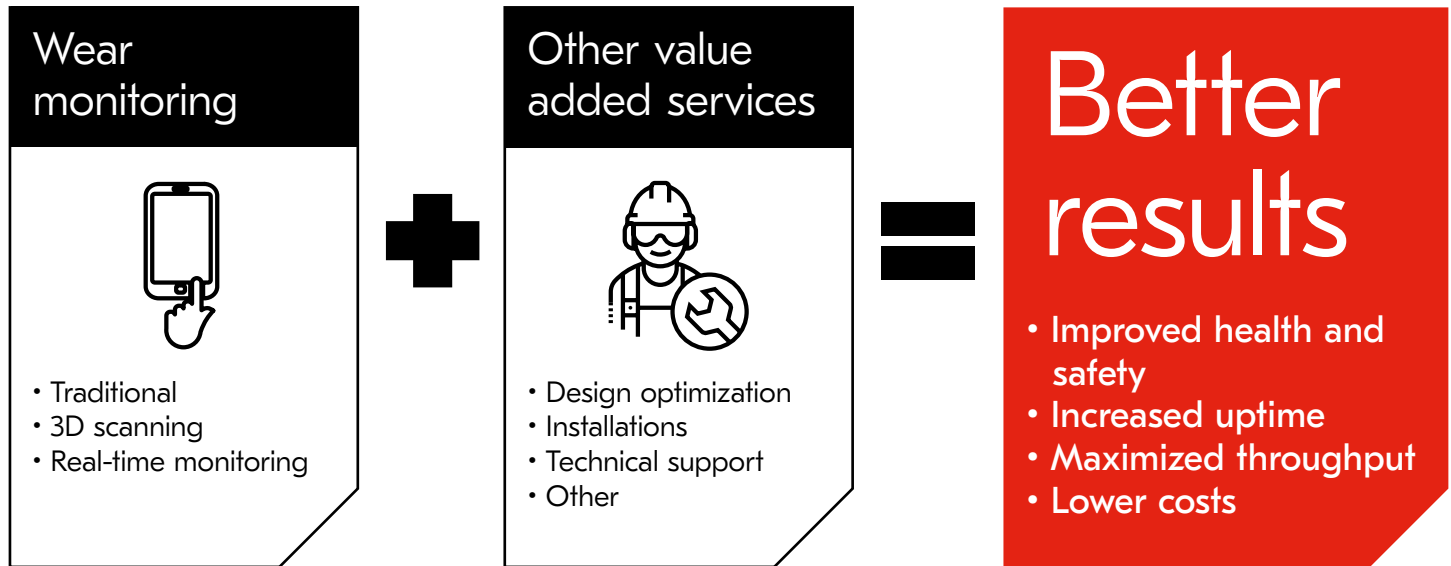 Wear
monitoring
• Traditional
• 3D scanning
• Real-time monitoring
Other value
added services
• Design optimization
• Installations
• Technical support
• Other
Better
results
• Improved health and
safety
• Increased uptime
• Maximized throughput
• Lower costs